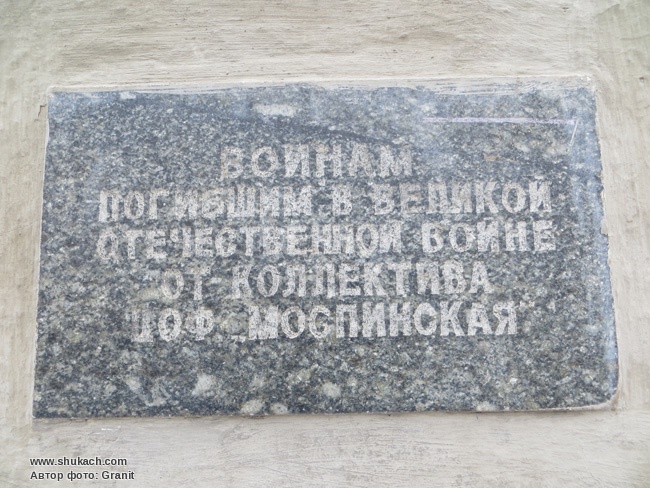 ВОИНАМ
ПОГИБШИМ В ВЕЛИКОЙ
ОТЕЧЕСТВЕННОЙ ВОЙНЕ
ОТ КОЛЛЕКТИВА
ЦОФ „МОСПИНСКАЯ"
www.shukach.com
Автор фото: Granit